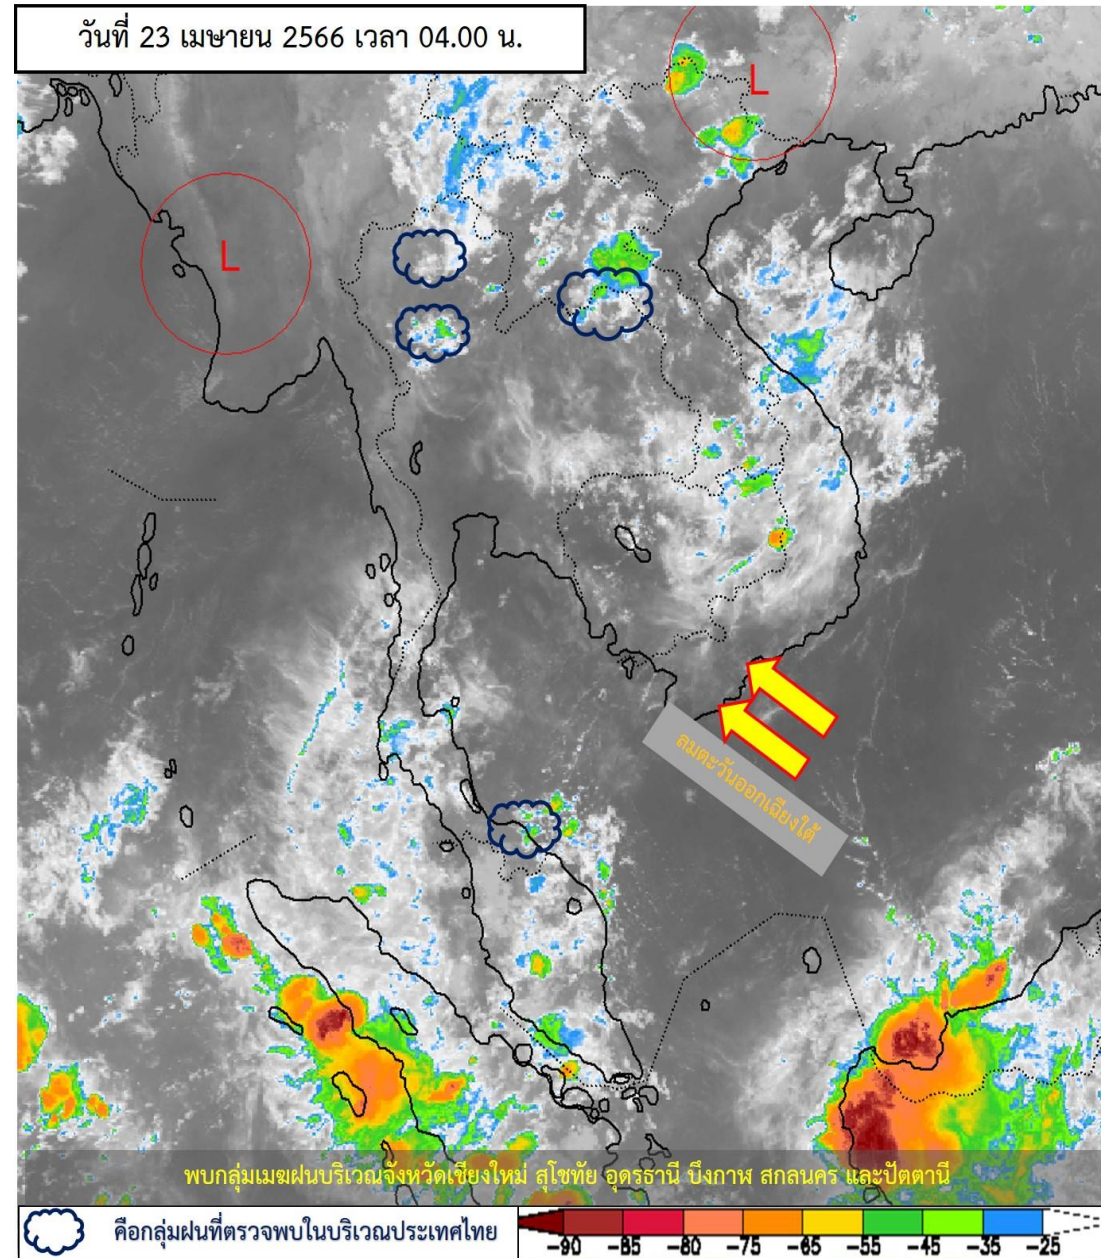 วันที่ 23 เมษายน 2566 เวลา 04.00 น.
L
L
ลมตะวันออกเฉียงใต้
พบกลุ่มเมฆฝนบริเวณจังหวัดเชียงใหม่ สุโขทัย อุดรธานี บึงกาฬ สกลนคร และปัตตานี
คือกลุ่มฝนที่ตรวจพบในบริเวณประเทศไทย
-90 -85 -80 -75 -65 -55 -45 -35 -25